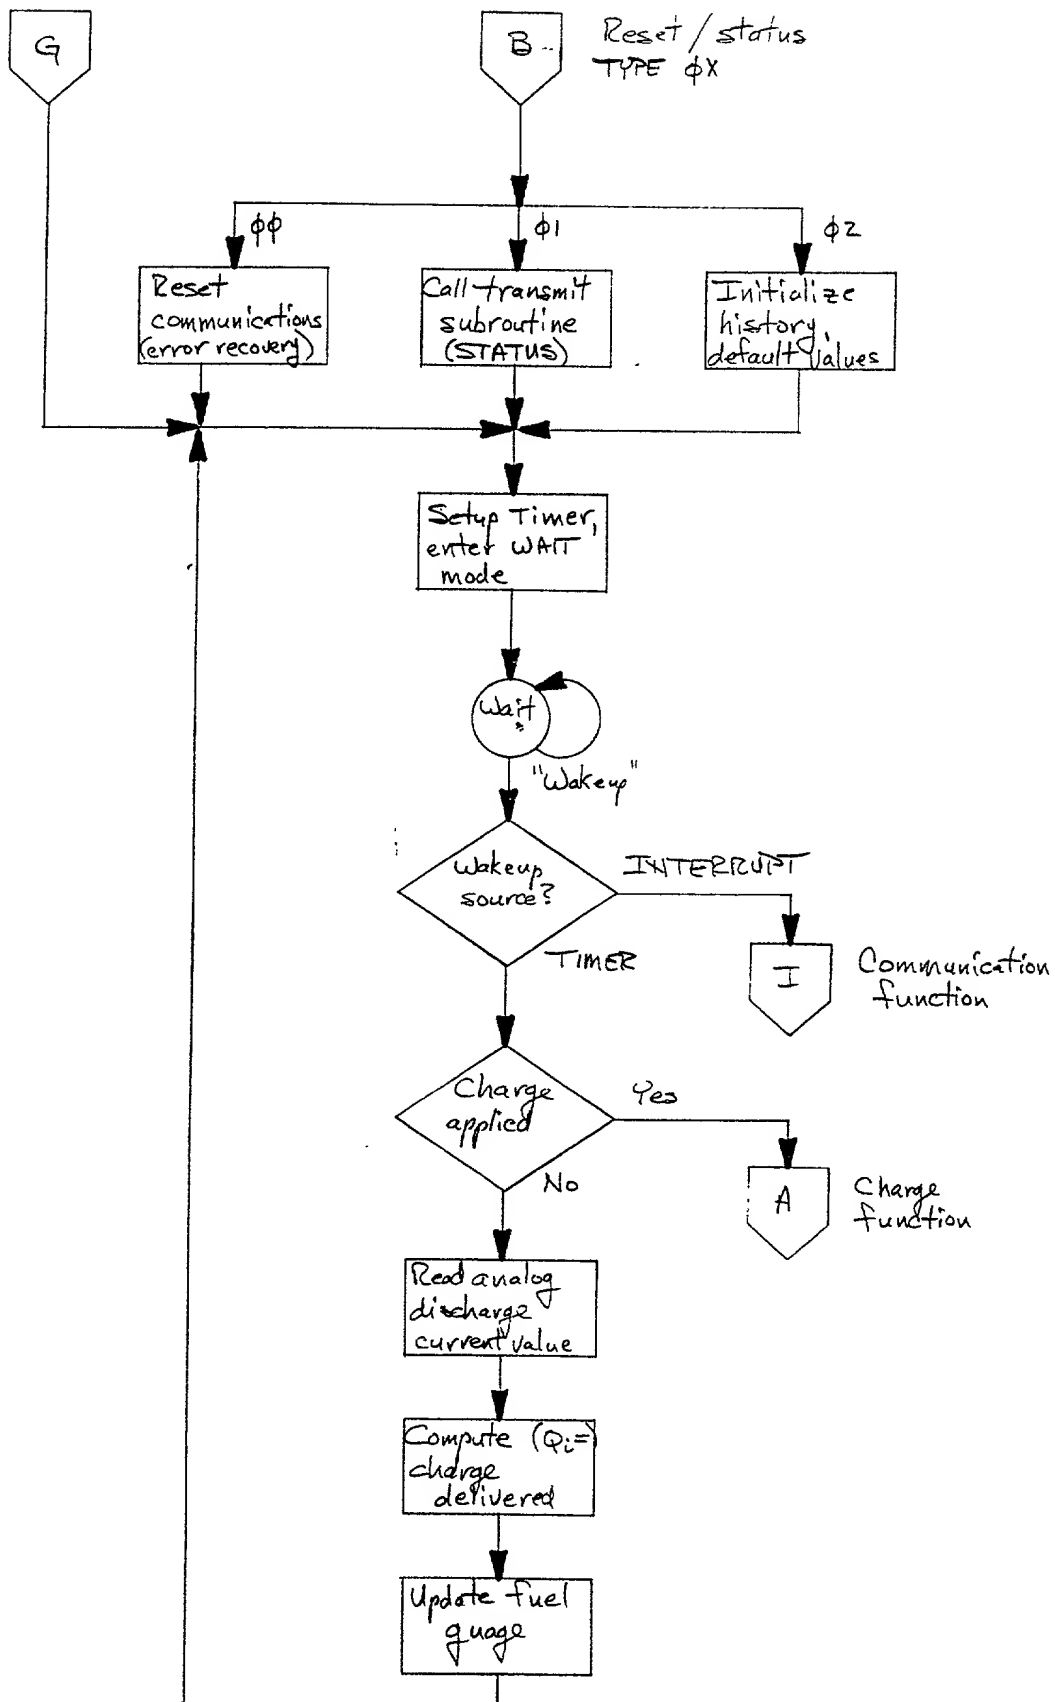 G
B
Reset / status
TYPE ϕX
ϕϕ
ϕ1
ϕ2
Reset
communications
(error recovery)
Call transmit
subroutine
(STATUS)
Initialize
history,
default values
Setup Timer,
enter WAIT
mode
Wait
"Wakeup"
Wakeup
source?
INTERRUPT
TIMER
I
Communication
function
Charge
applied
Yes
No
A
Charge
function
Read analog
discharge
current value
Compute (Qi=)
charge
delivered
Update fuel
guage